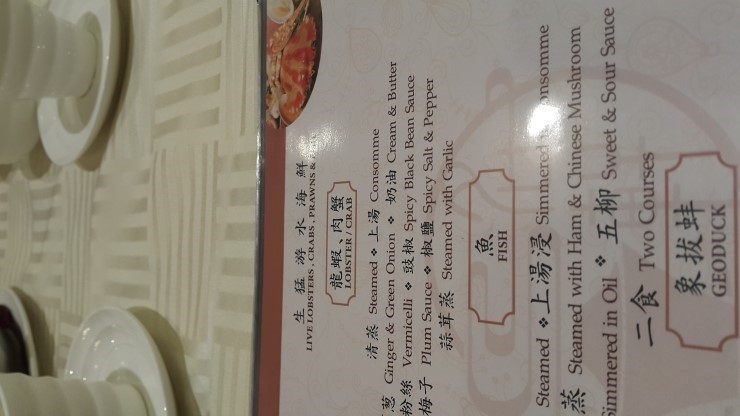 生猛游水海鮮
LIVE LOBSTERS, CRABS, PRAWNS &
龍蝦、肉蟹
LOBSTER / CRAB
清蒸 Steamed ❖ 上湯 Consomme
葱 Ginger & Green Onion ❖ 奶油 Cream & Butter
粉絲 Vermicelli ❖ 豉椒 Spicy Black Bean Sauce
梅子 Plum Sauce ❖ 椒鹽 Spicy Salt & Pepper
蒜茸蒸 Steamed with Garlic
魚
FISH
Steamed ❖ 上湯浸 Simmered Consomme
蒸 Steamed with Ham & Chinese Mushroom
Simmered in Oil ❖ 五柳 Sweet & Sour Sauce
二食 Two Courses
象拔蚌
GEODUCK